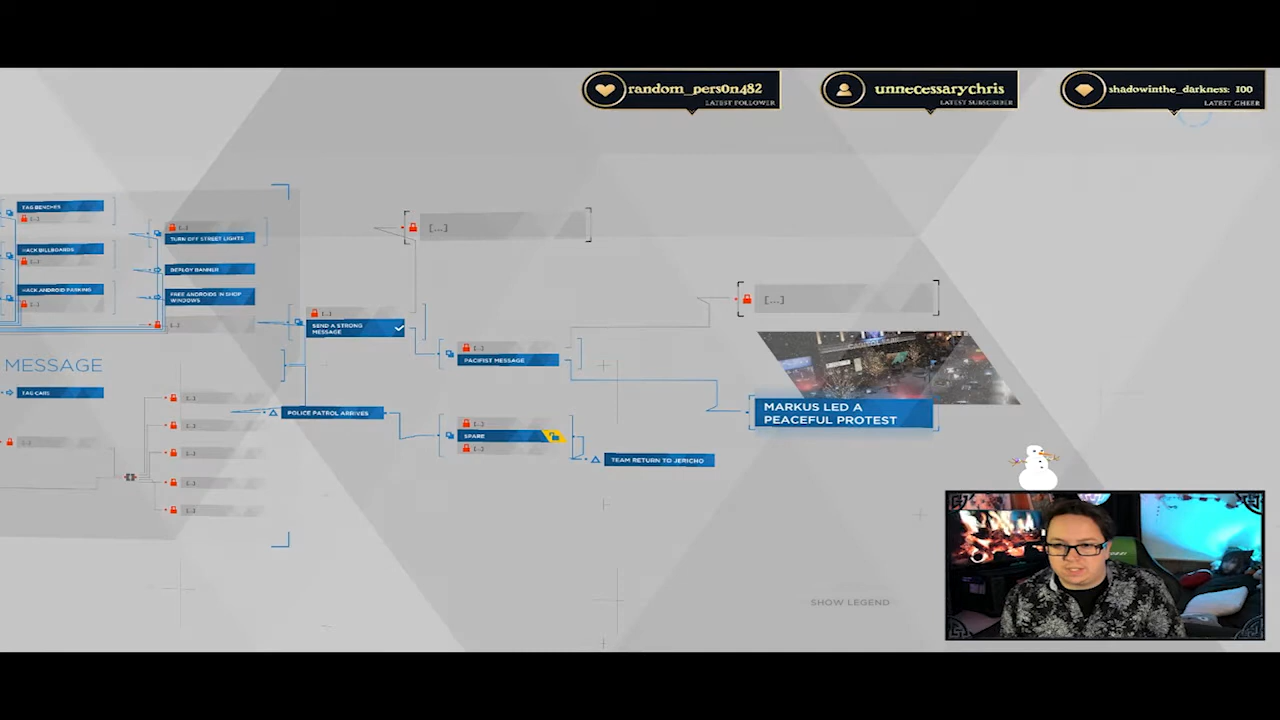 random_pers0n482
LATEST FOLLOWER
unnecessarychris
LATEST SUBSCRIBER
shadowinthe_darkness: 100
LATEST CHEER
TAG BENCHES
[...]
HACK BILLBOARDS
[...]
HACK ANDROID PARKING
[...]
[...]
TURN OFF STREET LIGHTS
DEPLOY BANNER
FREE ANDROIDS IN SHOP
WINDOWS
[...]
[...]
SEND A STRONG
MESSAGE
[...]
[...]
PACIFIST MESSAGE
[...]
MARKUS LED A
PEACEFUL PROTEST
MESSAGE
TAG CARS
[...]
[...]
[...]
[...]
[...]
[...]
POLICE PATROL ARRIVES
[...]
SPARE
[...]
TEAM RETURN TO JERICHO
SHOW LEGEND